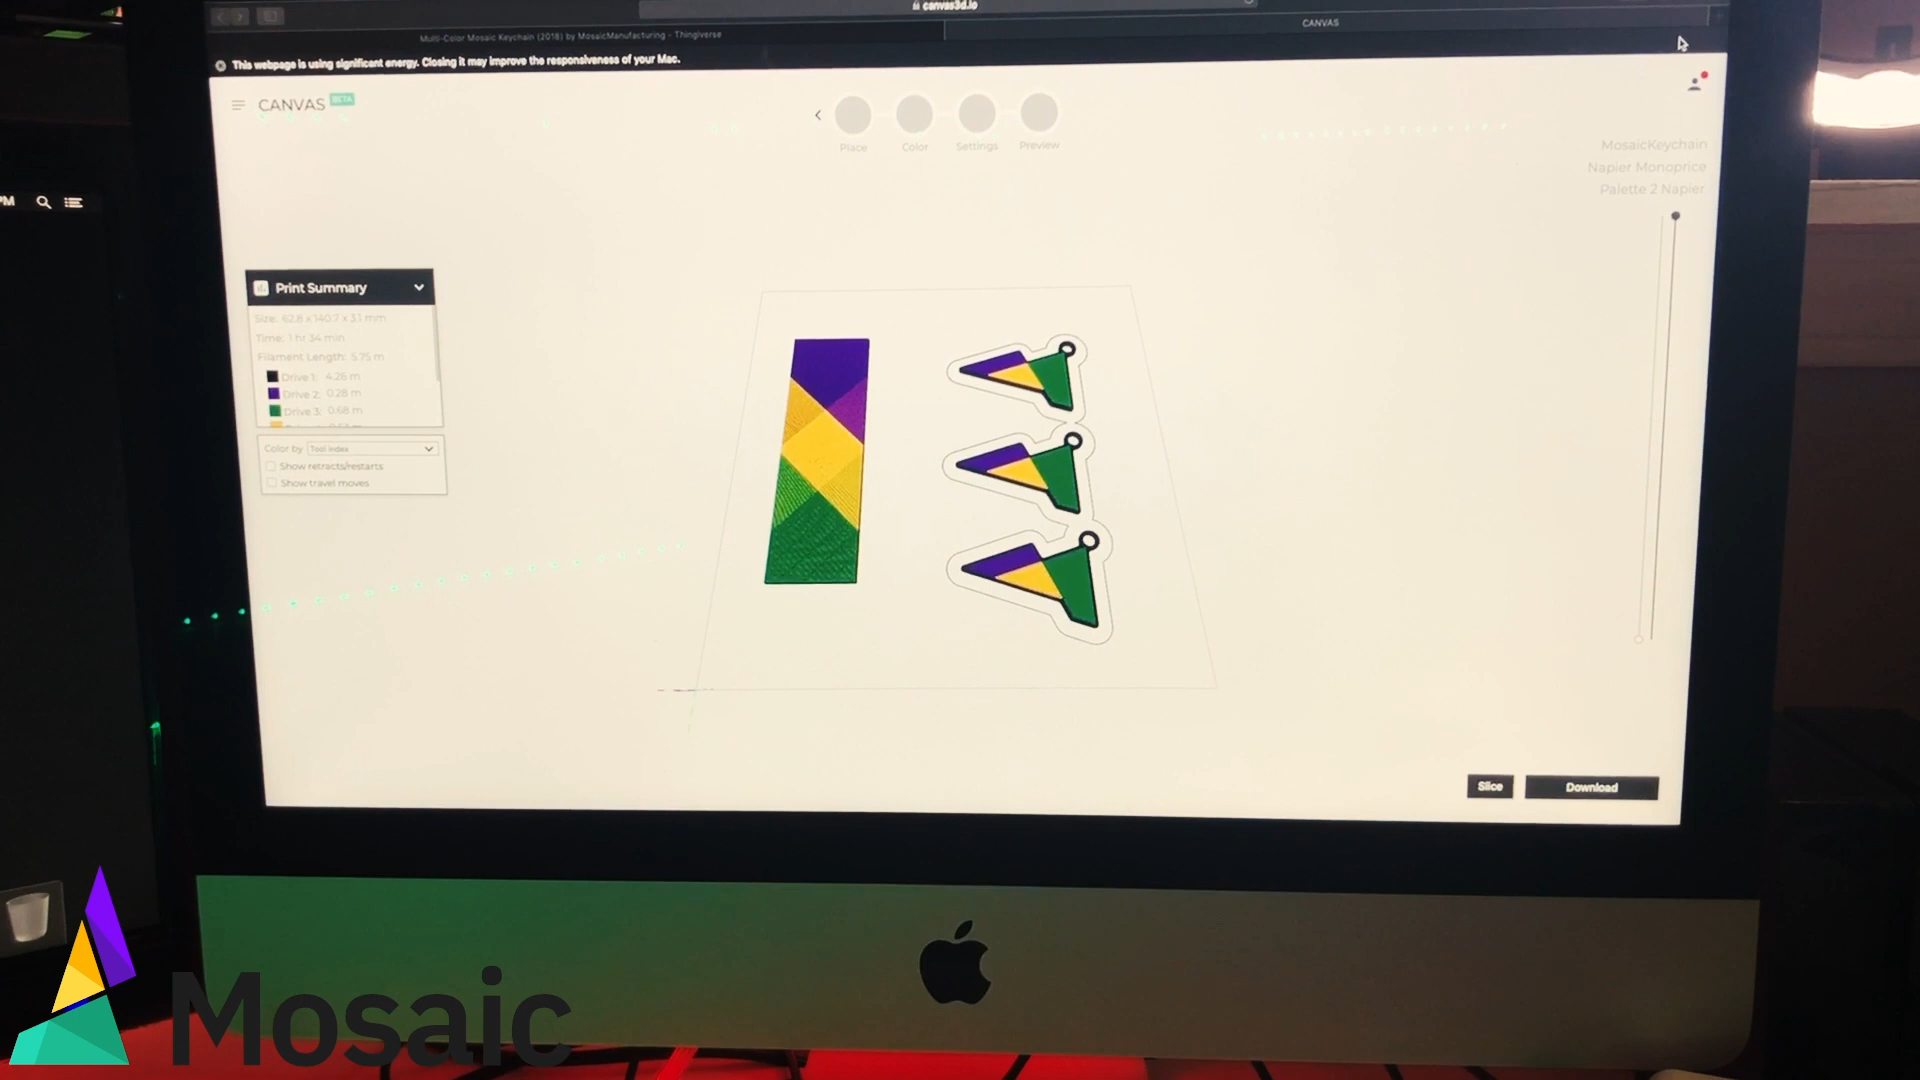 canvas3d.io
Multi-Color Mosaic Keychain (2018) by MosaicManufacturing - Thingiverse
CANVAS
This webpage is using significant energy. Closing it may improve the responsiveness of your Mac.
CANVAS BETA
Place
Color
Settings
Preview
MosaicKeychain
Napier Monoprice
Palette 2 Napier
PM
Print Summary
Size: 62.8 x 140.7 x 3.1 mm
Time: 1 hr 34 min
Filament Length: 5.75 m
Drive 1: 4.26 m
Drive 2: 0.28 m
Drive 3: 0.68 m
Color by Tool Index
Show retracts/restarts
Show travel moves
Slice
Download
Mosaic